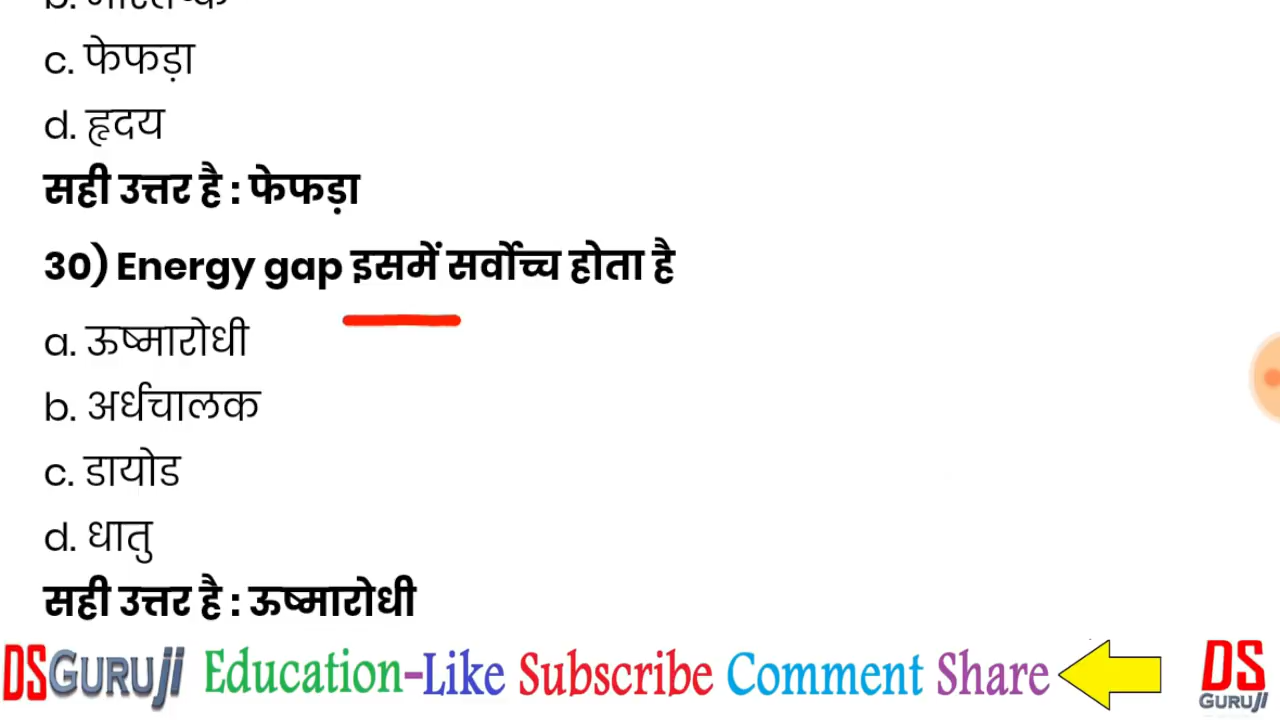 c. फेफड़ा
d. हृदय
सही उत्तर है : फेफड़ा
30) Energy gap इसमें सर्वोच्च होता है
a. ऊष्मारोधी
b. अर्धचालक
c. डायोड
d. धातु
सही उत्तर है : ऊष्मारोधी
DSGuruji Education-Like Subscribe Comment Share DS
GURUJI